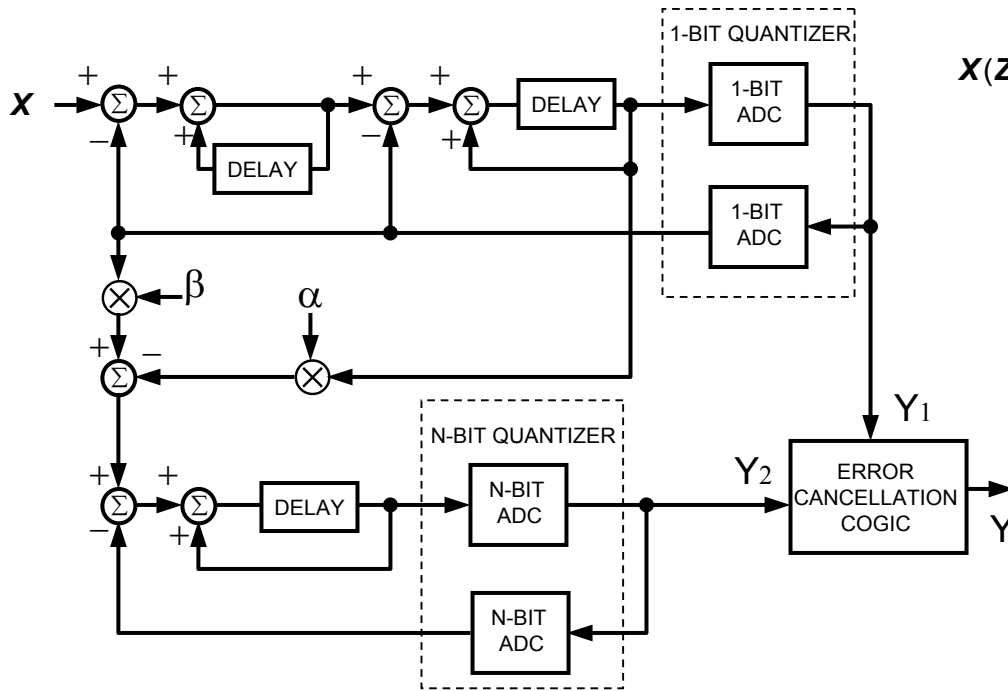 1-BIT QUANTIZER
X(Z
+ + + +
X Σ Σ Σ Σ DELAY 1-BIT
ADC
− + − +
DELAY
1-BIT
ADC
β
α
+ −
Σ
Y1
N-BIT QUANTIZER
+ +
Σ Σ DELAY N-BIT
ADC
Y2
ERROR
CANCELLATION
COGIC
− +
Y
N-BIT
ADC